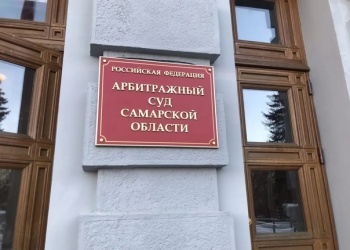 РОССИЙСКАЯ ФЕДЕРАЦИЯ
АРБИТРАЖНЫЙ
СУД
САМАРСКОЙ
ОБЛАСТИ